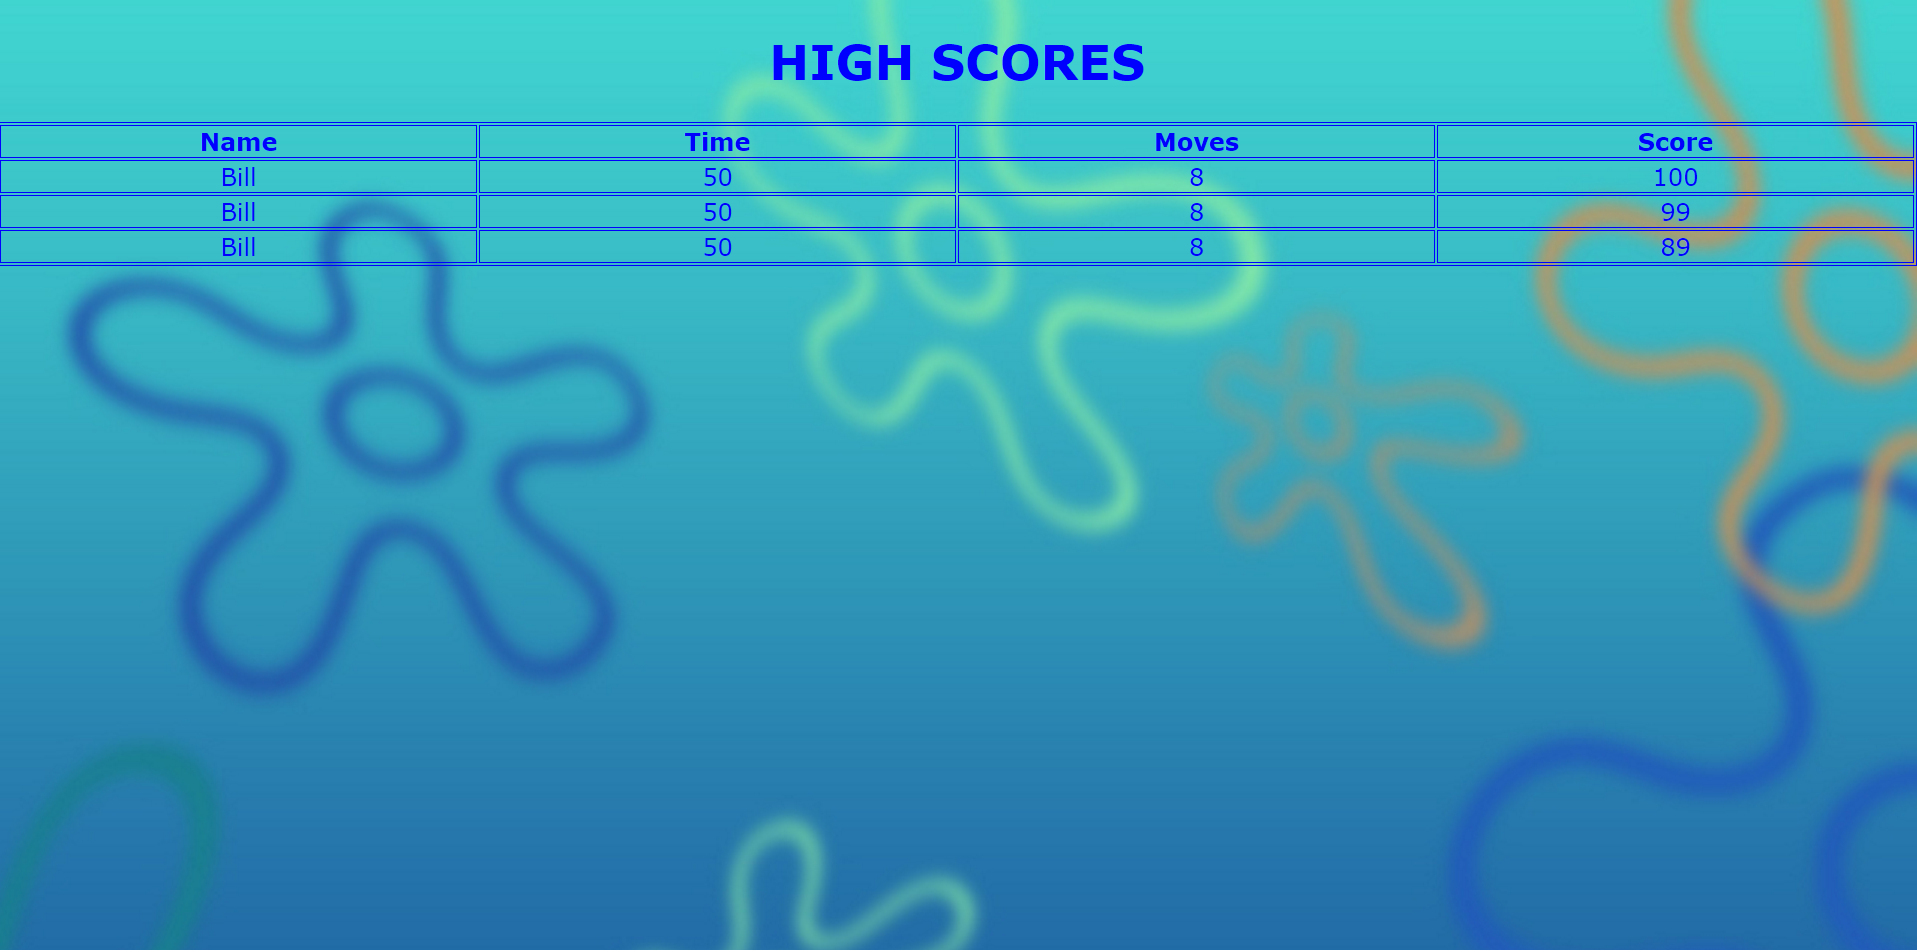 HIGH SCORES
Name Time Moves Score
Bill 50 8 100
Bill 50 8 99
Bill 50 8 89